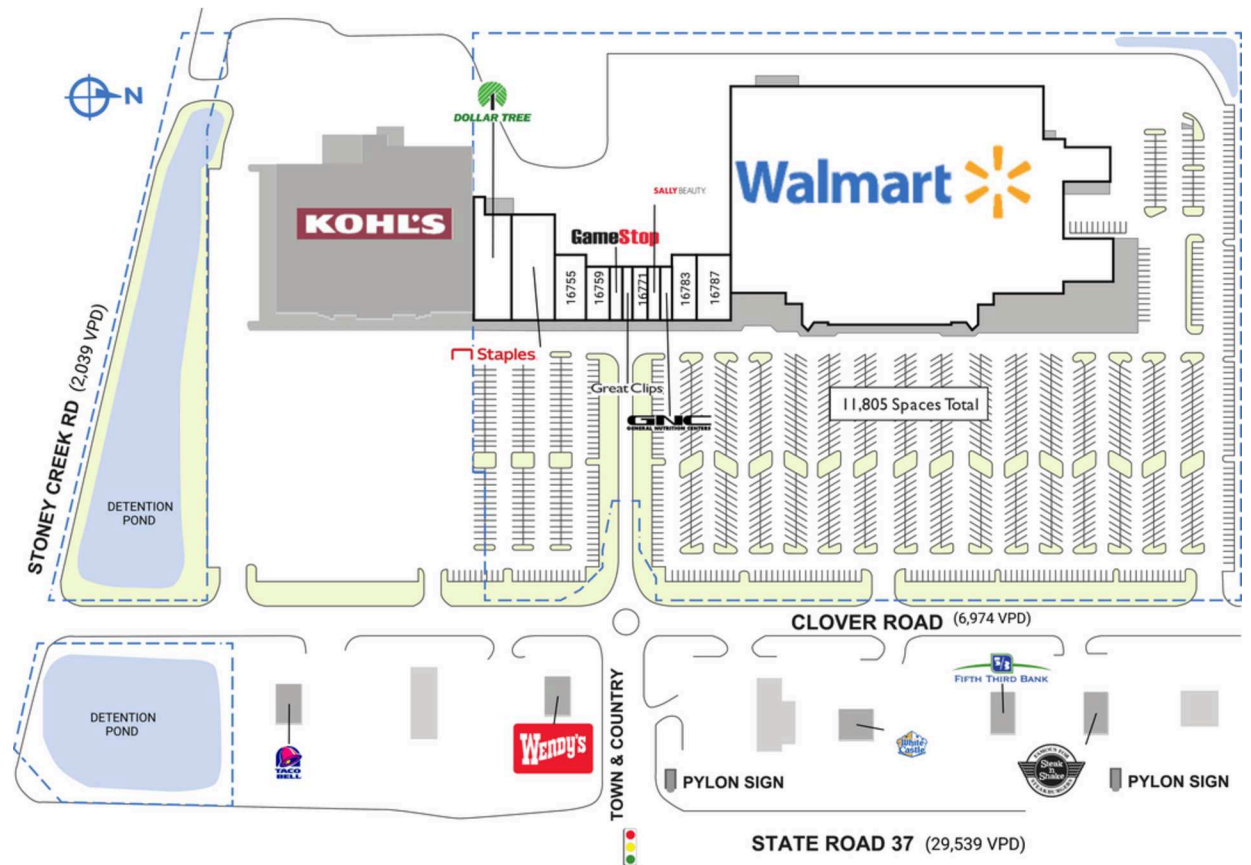 N
DOLLAR TREE
KOHL'S
Walmart
SALLY BEAUTY
GameStop
16755
16759
16771
16783
16787
Staples
Great Clips
GNC
GENERAL NUTRITION CENTERS
11,805 Spaces Total
STONEY CREEK RD (2,039 VPD)
DETENTION
POND
CLOVER ROAD (6,974 VPD)
DETENTION
POND
TACO
BELL
WENDY'S
TOWN & COUNTRY
PYLON SIGN
White
Castle
FIFTH THIRD BANK
FAMOUS FOR
Steak
n
Shake
STEAKBURGERS
PYLON SIGN
STATE ROAD 37 (29,539 VPD)